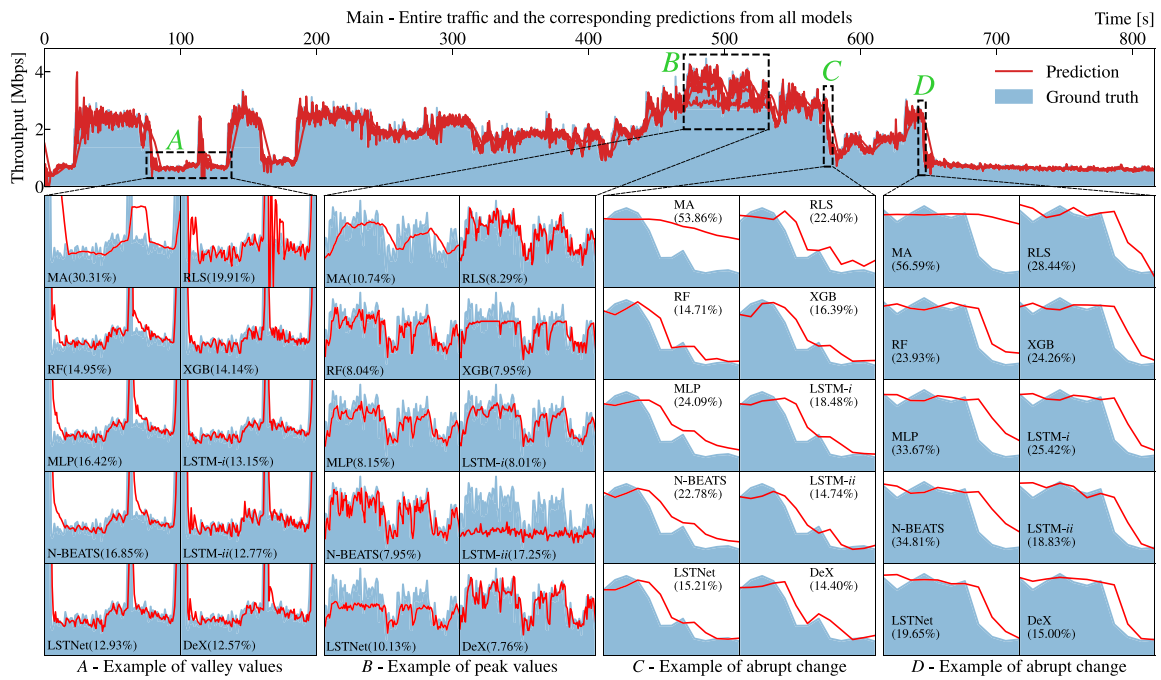 Main - Entire traffic and the corresponding predictions from all models
Time [s]
0 100 200 300 400 500 600 700 800
Throughput [Mbps]
4
2
0
A
B
C
D
Prediction
Ground truth
MA(30.31%)
RLS(19.91%)
RF(14.95%)
XGB(14.14%)
MLP(16.42%)
LSTM-i(13.15%)
N-BEATS(16.85%)
LSTM-ii(12.77%)
LSTNet(12.93%)
DeX(12.57%)
A - Example of valley values
MA(10.74%)
RLS(8.29%)
RF(8.04%)
XGB(7.95%)
MLP(8.15%)
LSTM-i(8.01%)
N-BEATS(7.95%)
LSTM-ii(17.25%)
LSTNet(10.13%)
DeX(7.76%)
B - Example of peak values
MA
(53.86%)
RLS
(22.40%)
RF
(14.71%)
XGB
(16.39%)
MLP
(24.09%)
LSTM-i
(18.48%)
N-BEATS
(22.78%)
LSTM-ii
(14.74%)
LSTNet
(15.21%)
DeX
(14.40%)
C - Example of abrupt change
MA
(56.59%)
RLS
(28.44%)
RF
(23.93%)
XGB
(24.26%)
MLP
(33.67%)
LSTM-i
(25.42%)
N-BEATS
(34.81%)
LSTM-ii
(18.83%)
LSTNet
(19.65%)
DeX
(15.00%)
D - Example of abrupt change